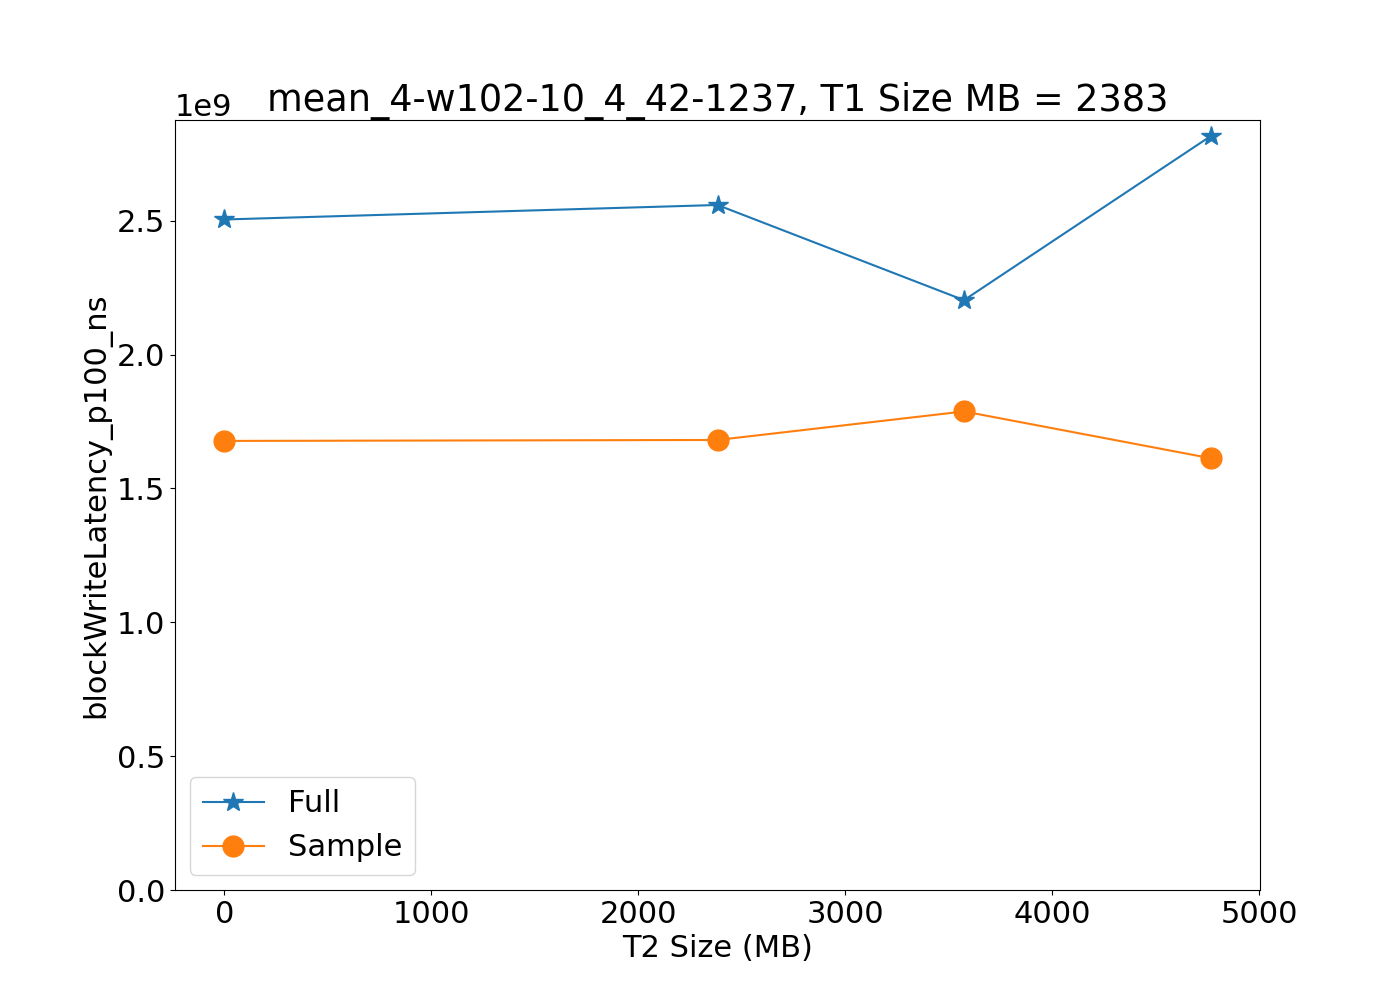 1e9
mean_4-w102-10_4_42-1237, T1 Size MB = 2383
blockWriteLatency_p100_ns
2.5
2.0
1.5
1.0
0.5
0.0
Full
Sample
0 1000 2000 3000 4000 5000
T2 Size (MB)